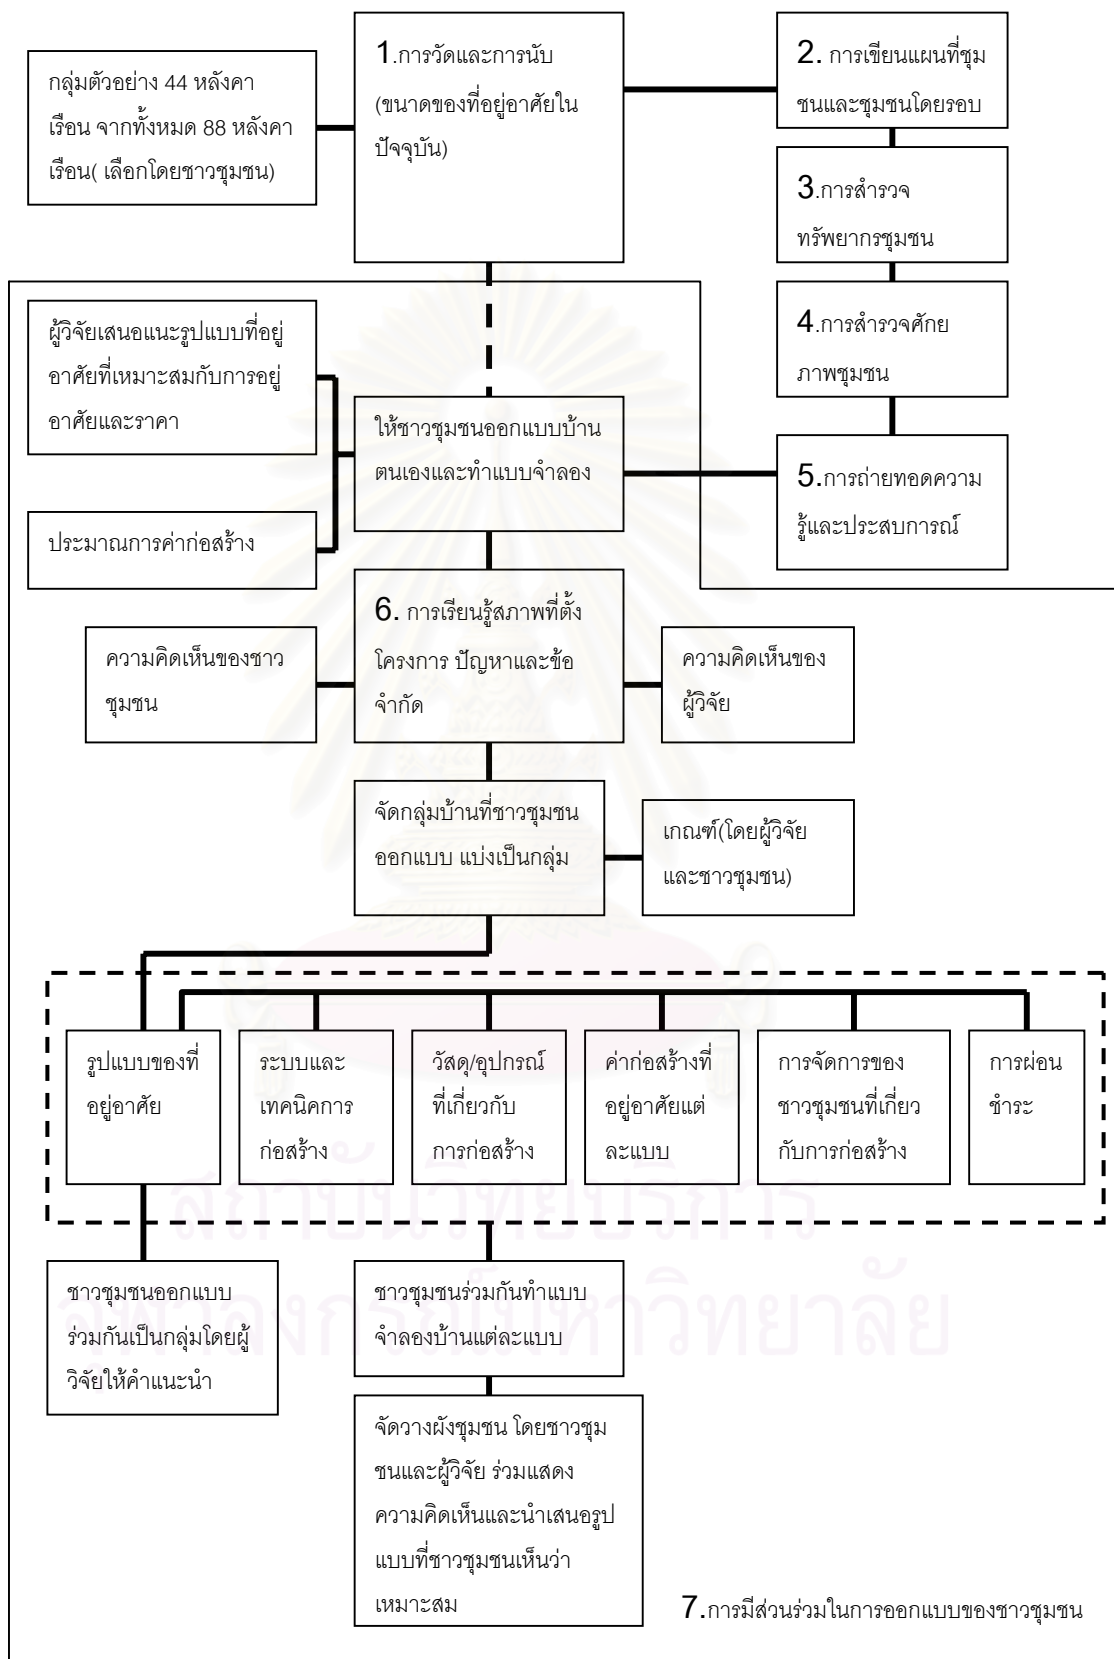 กลุ่มตัวอย่าง 44 หลังคา
เรือน จากทั้งหมด 88 หลังคา
เรือน( เลือกโดยชาวชุมชน)
1.การวัดและการนับ
(ขนาดของที่อยู่อาศัยใน
ปัจจุบัน)
2. การเขียนแผนที่ชุม
ชนและชุมชนโดยรอบ
3.การสำรวจ
ทรัพยากรชุมชน
4.การสำรวจศักย
ภาพชุมชน
5.การถ่ายทอดความ
รู้และประสบการณ์
ผู้วิจัยเสนอแนะรูปแบบที่อยู่
อาศัยที่เหมาะสมกับการอยู่
อาศัยและราคา
ประมาณการค่าก่อสร้าง
ให้ชาวชุมชนออกแบบบ้าน
ตนเองและทำแบบจำลอง
6. การเรียนรู้สภาพที่ตั้ง
โครงการ ปัญหาและข้อ
จำกัด
ความคิดเห็นของชาว
ชุมชน
ความคิดเห็นของ
ผู้วิจัย
จัดกลุ่มบ้านที่ชาวชุมชน
ออกแบบ แบ่งเป็นกลุ่ม
เกณฑ์(โดยผู้วิจัย
และชาวชุมชน)
รูปแบบของที่
อยู่อาศัย
ระบบและ
เทคนิคการ
ก่อสร้าง
วัสดุ/อุปกรณ์
ที่เกี่ยวกับ
การก่อสร้าง
ค่าก่อสร้างที่
อยู่อาศัยแต่
ละแบบ
การจัดการของ
ชาวชุมชนที่เกี่ยว
กับการก่อสร้าง
การผ่อน
ชำระ
ชาวชุมชนออกแบบ
ร่วมกันเป็นกลุ่มโดยผู้
วิจัยให้คำแนะนำ
ชาวชุมชนร่วมกันทำแบบ
จำลองบ้านแต่ละแบบ
จัดวางผังชุมชน โดยชาวชุม
ชนและผู้วิจัย ร่วมแสดง
ความคิดเห็นและนำเสนอรูป
แบบที่ชาวชุมชนเห็นว่า
เหมาะสม
7.การมีส่วนร่วมในการออกแบบของชาวชุมชน
สถาบันวิทยบริการ
จุฬาลงกรณ์มหาวิทยาลัย